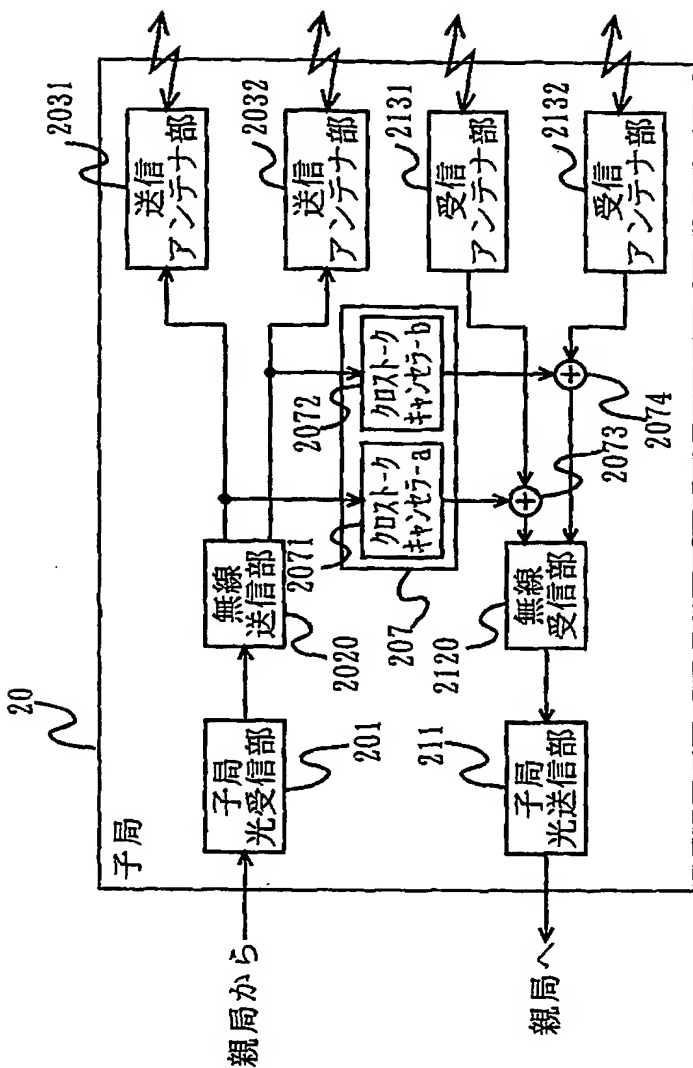 20
子局
親局から
子局
光受信部
201
無線
送信部
2020
送信
アンテナ部
2031
送信
アンテナ部
2032
207
2071
クロストーク
キャンセラーa
2072
クロストーク
キャンセラーb
2073
2074
受信
アンテナ部
2131
受信
アンテナ部
2132
無線
受信部
2120
子局
光送信部
211
親局へ